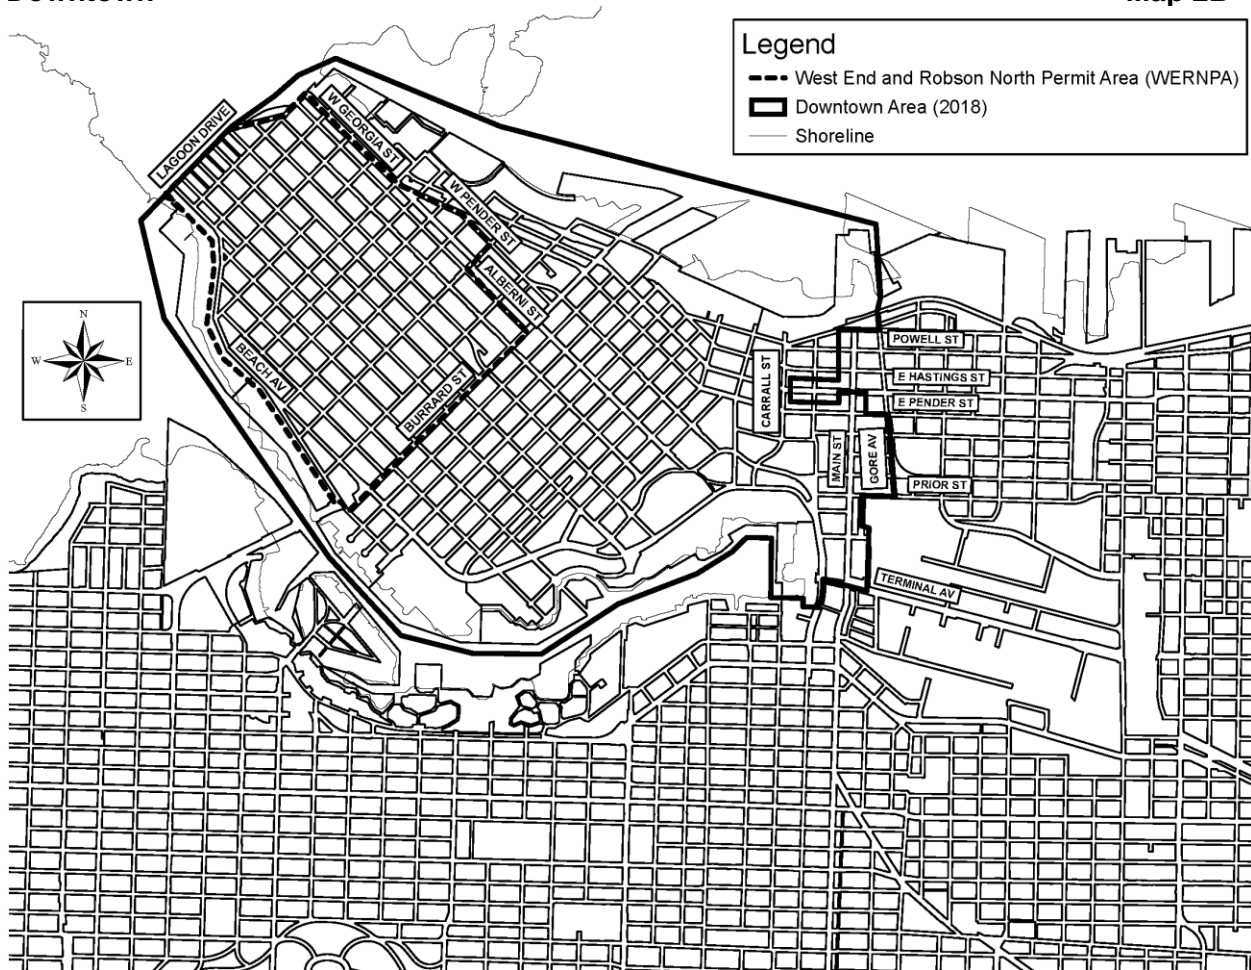 Downtown
Map 2B
Legend
West End and Robson North Permit Area (WERNPA)
Downtown Area (2018)
Shoreline
LAGOON DRIVE
W GEORGIA ST
W PENDER ST
ALBERNI ST
BEACH AV
BURRARD ST
N
W
E
S
CARRALL ST
POWELL ST
E HASTINGS ST
E PENDER ST
MAIN ST
GORE AV
PRIOR ST
TERMINAL AV